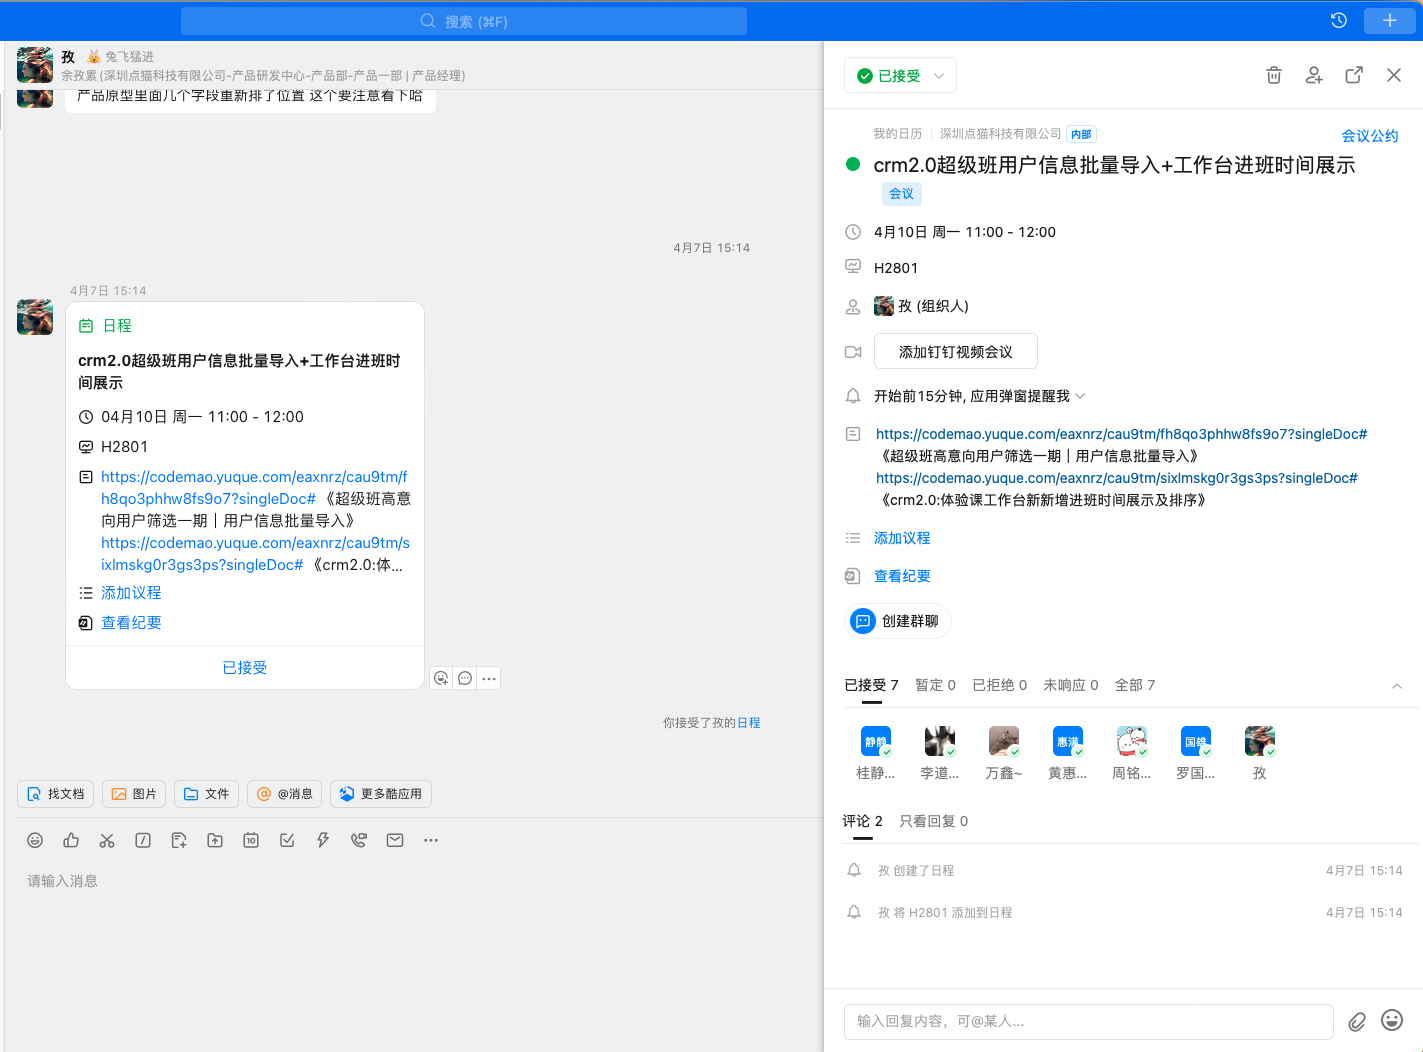 搜索 (⌘F)
孜 兔飞猛进
余孜累(深圳点猫科技有限公司-产品研发中心-产品部-产品一部 | 产品经理)
产品原型里面几个字段重新排了位置 这个要注意看下哈
4月7日 15:14
4月7日 15:14
日程
crm2.0超级班用户信息批量导入+工作台进班时
间展示
04月10日 周一 11:00 - 12:00
H2801
https://codemao.yuque.com/eaxnrz/cau9tm/f
h8qo3phhw8fs9o7?singleDoc# 《超级班高意
向用户筛选一期｜用户信息批量导入》
https://codemao.yuque.com/eaxnrz/cau9tm/s
ixlmskg0r3gs3ps?singleDoc# 《crm2.0:体...
添加议程
查看纪要
已接受
你接受了孜的日程
找文档 图片 文件 @消息 更多酷应用
10
请输入消息
已接受
我的日历 深圳点猫科技有限公司 内部 会议公约
crm2.0超级班用户信息批量导入+工作台进班时间展示
会议
4月10日 周一 11:00 - 12:00
H2801
孜 (组织人)
添加钉钉视频会议
开始前15分钟, 应用弹窗提醒我
https://codemao.yuque.com/eaxnrz/cau9tm/fh8qo3phhw8fs9o7?singleDoc#
《超级班高意向用户筛选一期｜用户信息批量导入》
https://codemao.yuque.com/eaxnrz/cau9tm/sixlmskg0r3gs3ps?singleDoc#
《crm2.0:体验课工作台新新增进班时间展示及排序》
添加议程
查看纪要
创建群聊
已接受 7 暂定 0 已拒绝 0 未响应 0 全部 7
静静 惠满 国雄
桂静... 李道... 万鑫~ 黄惠... 周铭... 罗国... 孜
评论 2 只看回复 0
孜 创建了日程 4月7日 15:14
孜 将 H2801 添加到日程 4月7日 15:14
输入回复内容，可@某人...